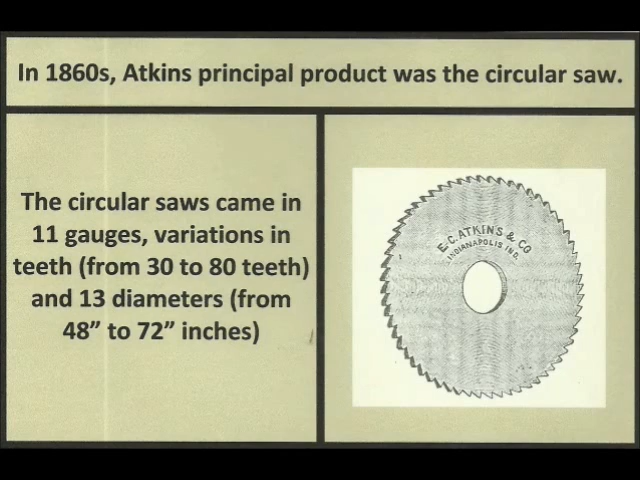 In 1860s, Atkins principal product was the circular saw.
The circular saws came in
11 gauges, variations in
teeth (from 30 to 80 teeth)
and 13 diameters (from
48” to 72” inches)
E.C. ATKINS & CO
INDIANAPOLIS IND.